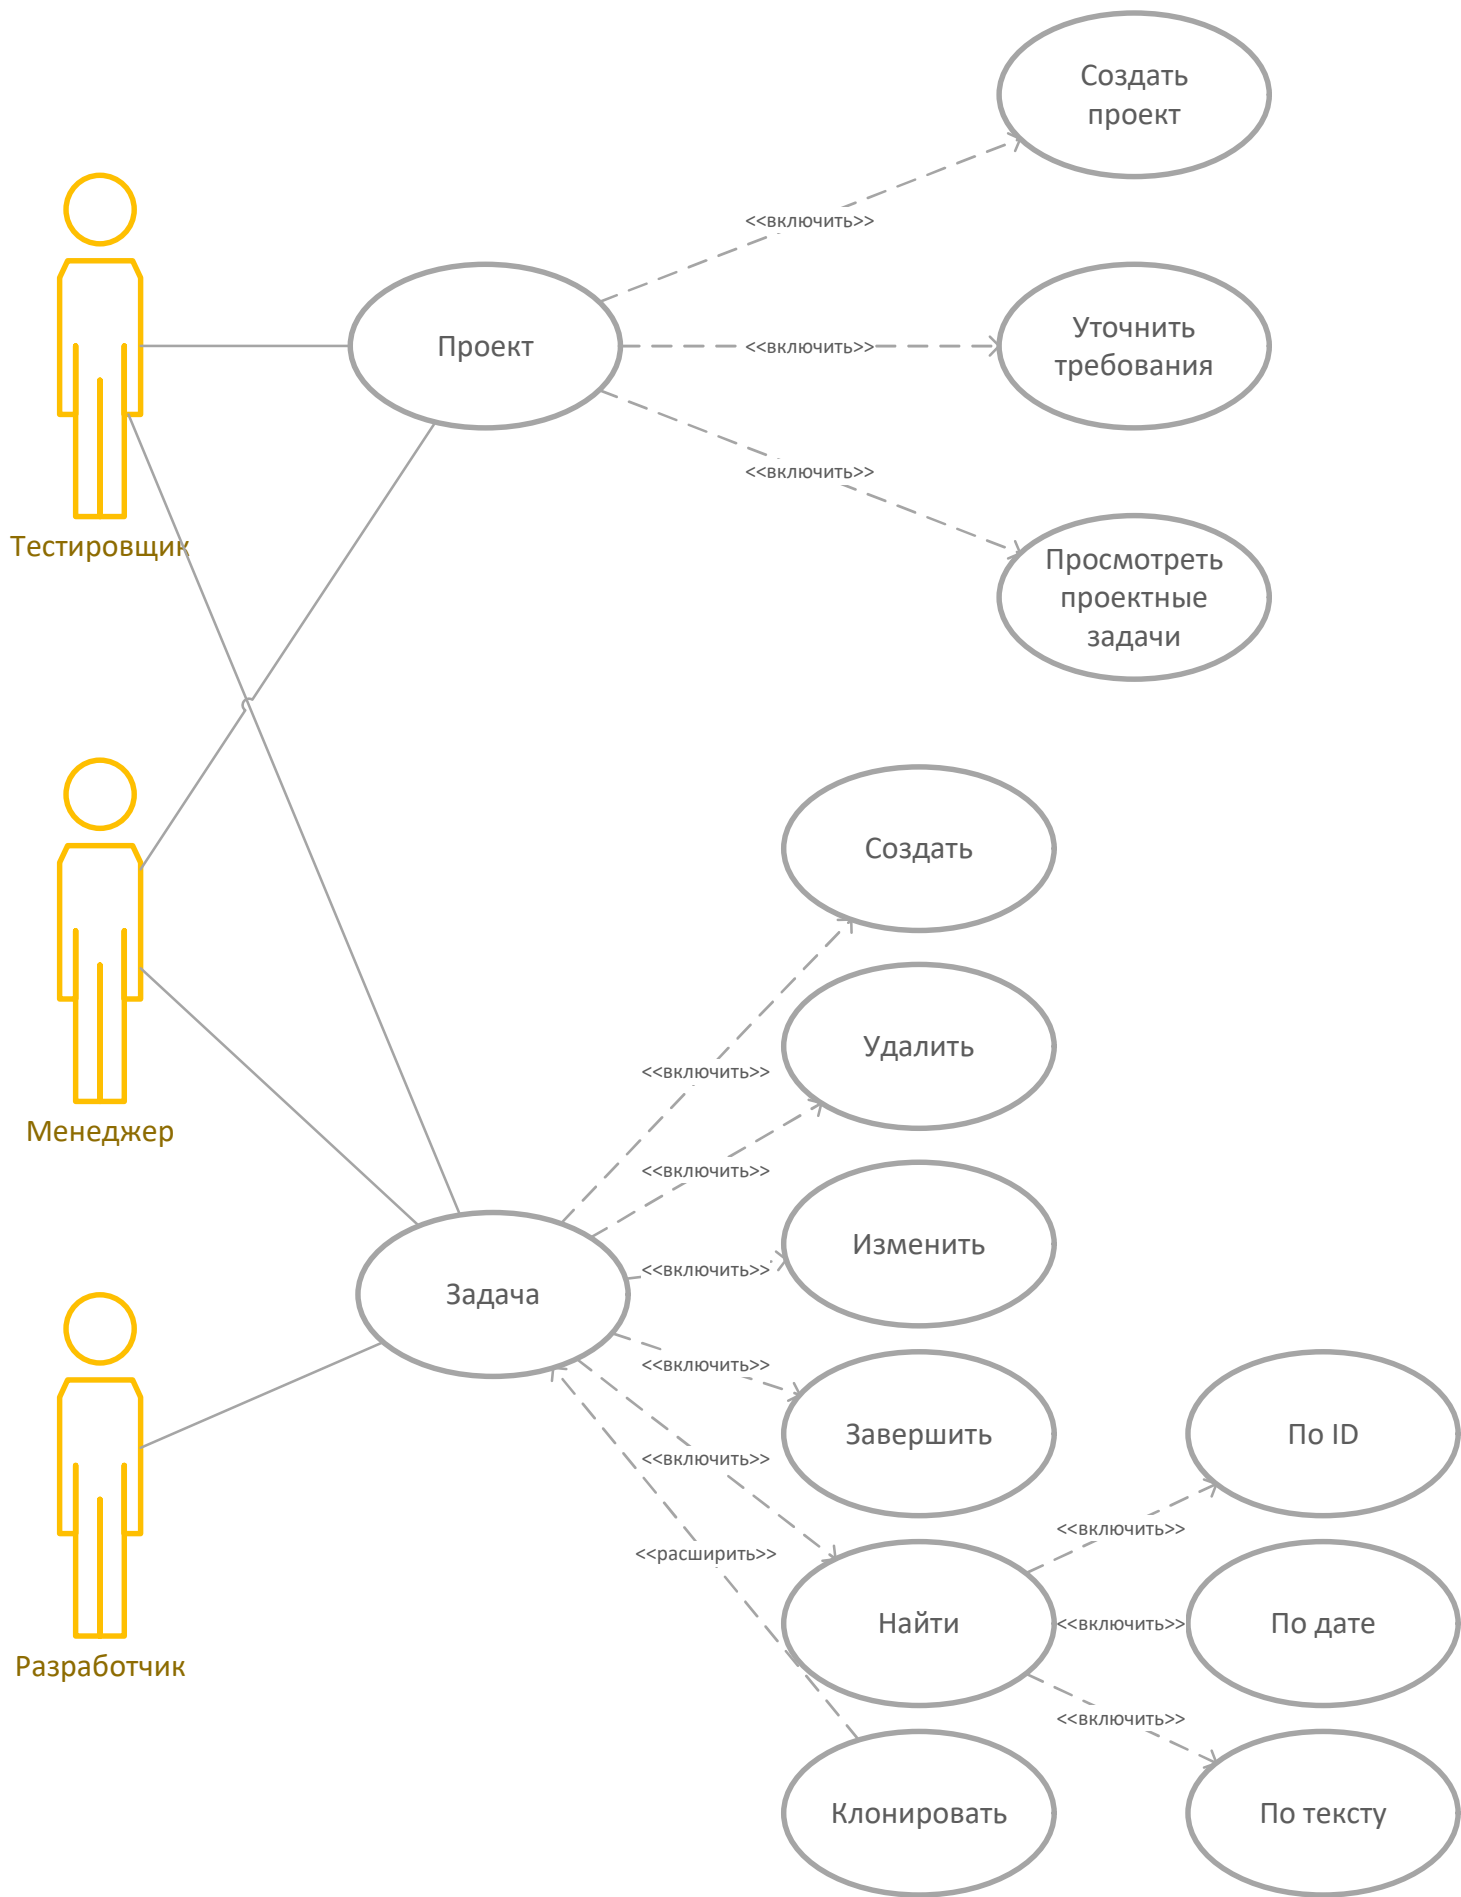 Создать
проект
<<включить>>
Проект
<<включить>>
Уточнить
требования
<<включить>>
Тестировщик
Просмотреть
проектные
задачи
Создать
Удалить
<<включить>>
Менеджер
<<включить>>
Изменить
<<включить>>
Задача
<<включить>>
Завершить
По ID
<<включить>>
<<включить>>
<<расширить>>
Найти
<<включить>>
По дате
Разработчик
<<включить>>
Клонировать
По тексту